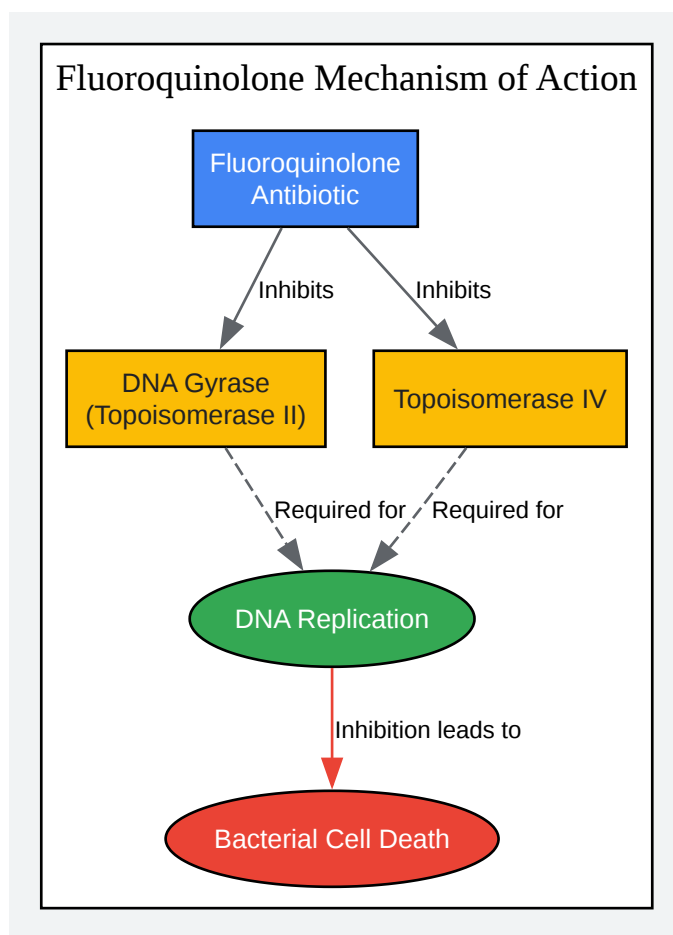 Fluoroquinolone Mechanism of Action
Fluoroquinolone
Antibiotic
Inhibits
Inhibits
DNA Gyrase
(Topoisomerase II)
Topoisomerase IV
Required for
Required for
DNA Replication
Inhibition leads to
Bacterial Cell Death